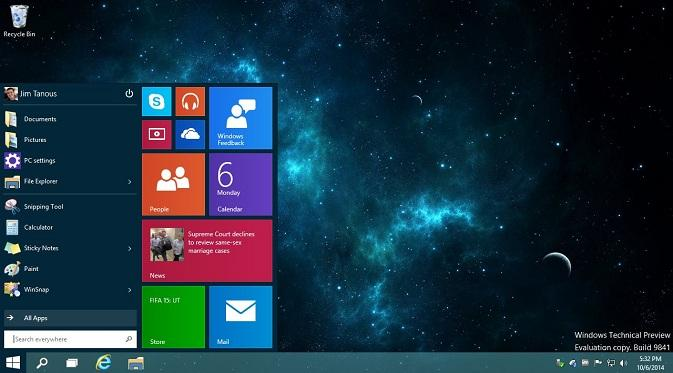 Recycle Bin
Jim Tanous
Documents
Pictures
PC settings
File Explorer
Snipping Tool
Calculator
Sticky Notes
Paint
WinSnap
All Apps
Search everywhere
Windows
Feedback
People
6
Monday
Calendar
Supreme Court declines
to review same-sex
marriage cases
News
FIFA 15: UT
Store
Mail
Windows Technical Preview
Evaluation copy. Build 9841
5:32 PM
10/6/2014